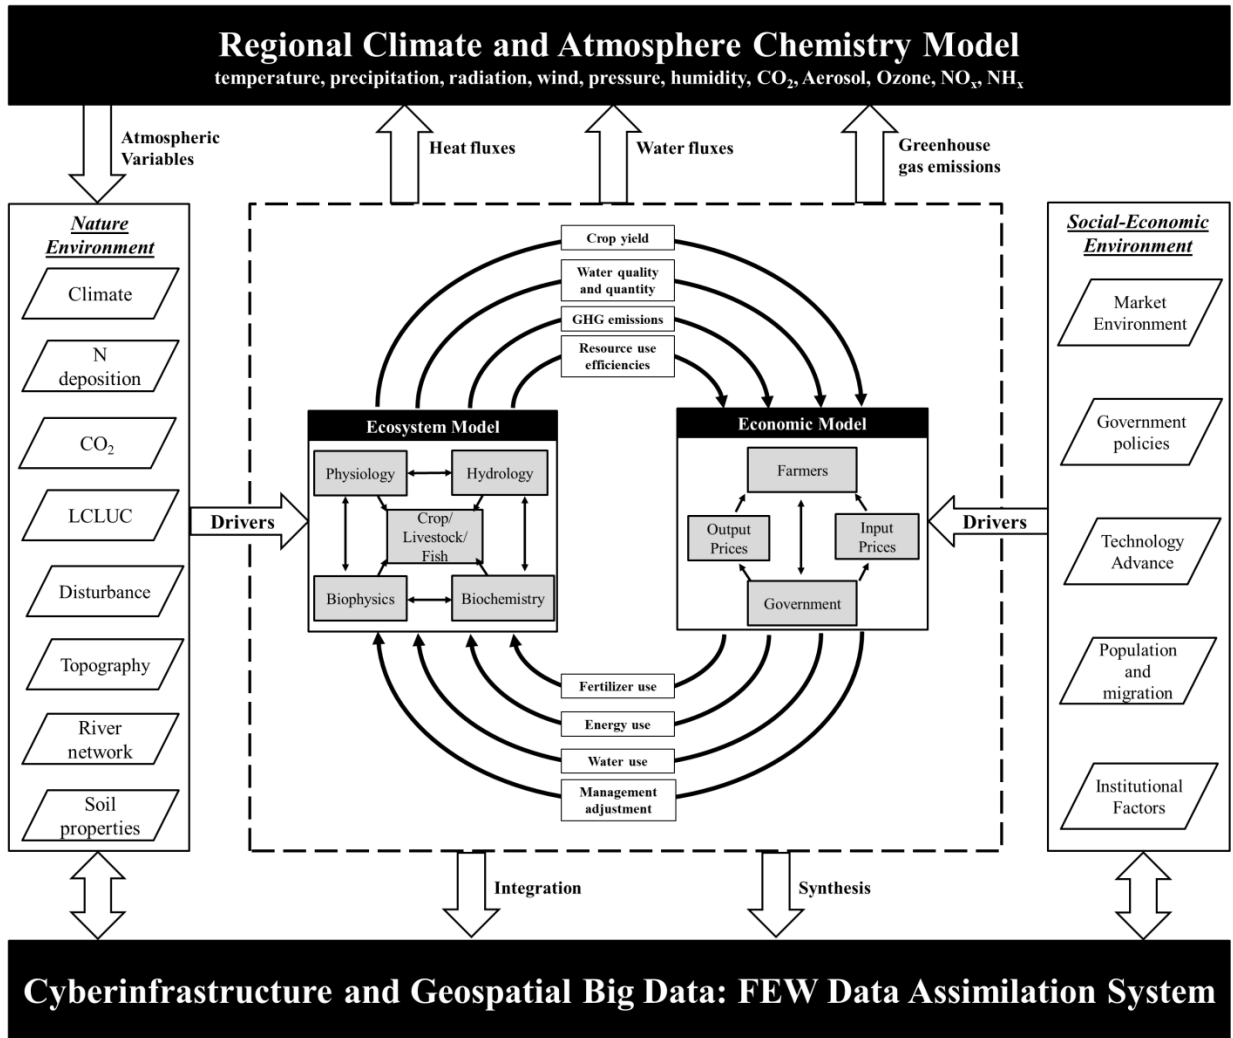 Regional Climate and Atmosphere Chemistry Model
temperature, precipitation, radiation, wind, pressure, humidity, CO₂, Aerosol, Ozone, NOₓ, NHₓ
Atmospheric
Variables
Heat fluxes
Water fluxes
Greenhouse
gas emissions
Nature
Environment
Climate
N
deposition
CO₂
LCLUC
Disturbance
Topography
River
network
Soil
properties
Drivers
Crop yield
Water quality
and quantity
GHG emissions
Resource use
efficiencies
Ecosystem Model
Physiology
Hydrology
Crop/
Livestock/
Fish
Biophysics
Biochemistry
Economic Model
Farmers
Output
Prices
Input
Prices
Government
Fertilizer use
Energy use
Water use
Management
adjustment
Drivers
Social-Economic
Environment
Market
Environment
Government
policies
Technology
Advance
Population
and
migration
Institutional
Factors
Integration
Synthesis
Cyberinfrastructure and Geospatial Big Data: FEW Data Assimilation System